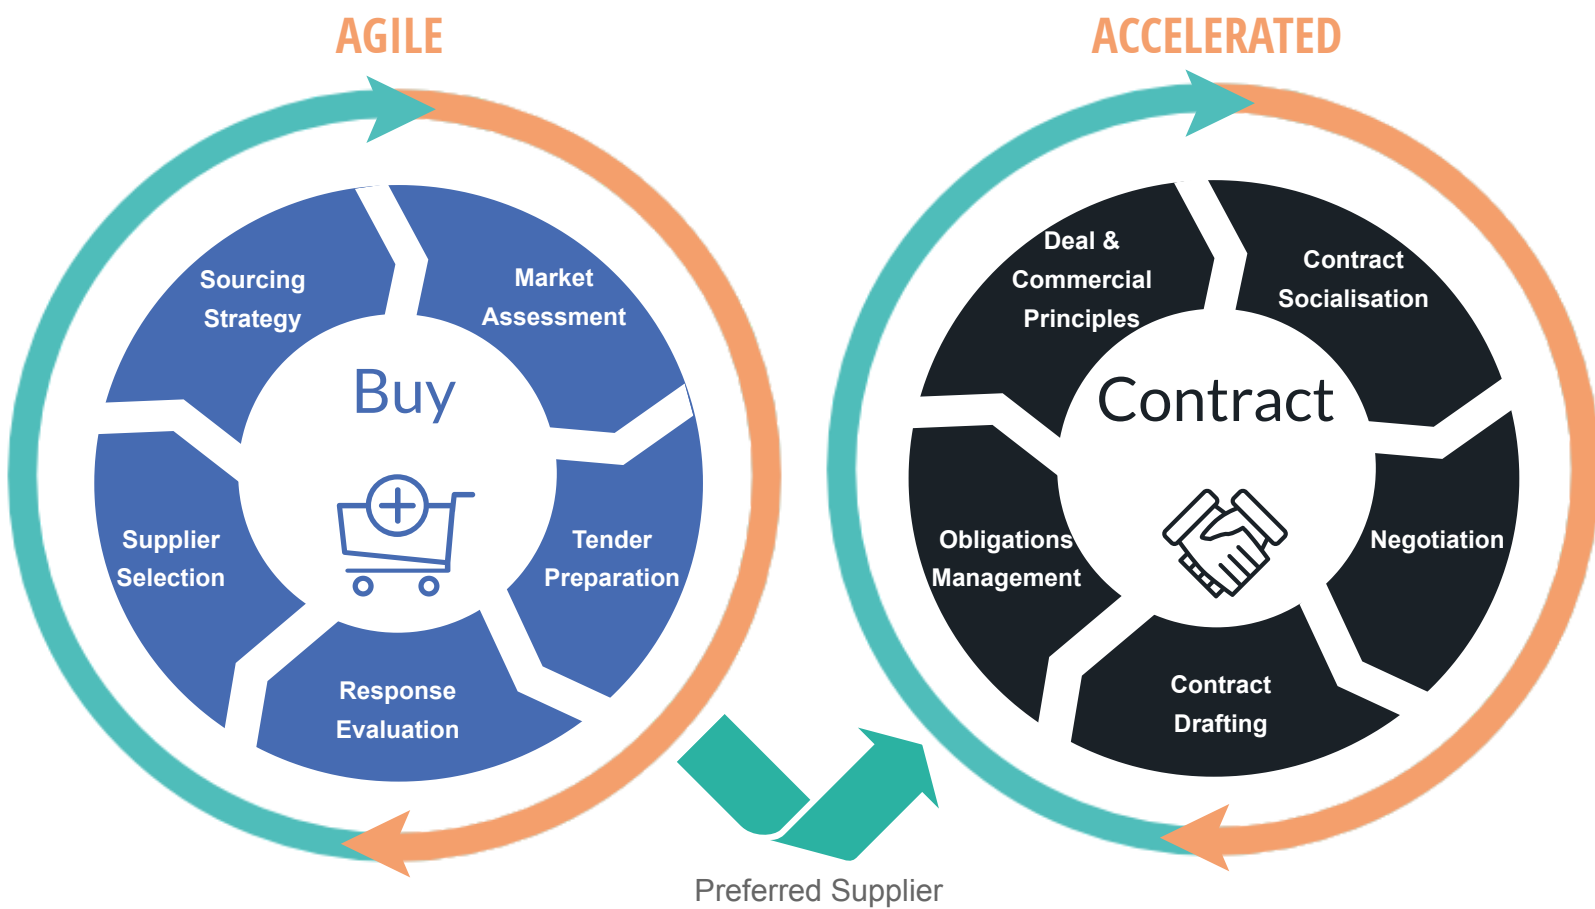 AGILE
Sourcing
Strategy
Market
Assessment
Buy
Supplier
Selection
Tender
Preparation
Response
Evaluation
ACCELERATED
Deal &
Commercial
Principles
Contract
Socialisation
Contract
Obligations
Management
Negotiation
Contract
Drafting
Preferred Supplier